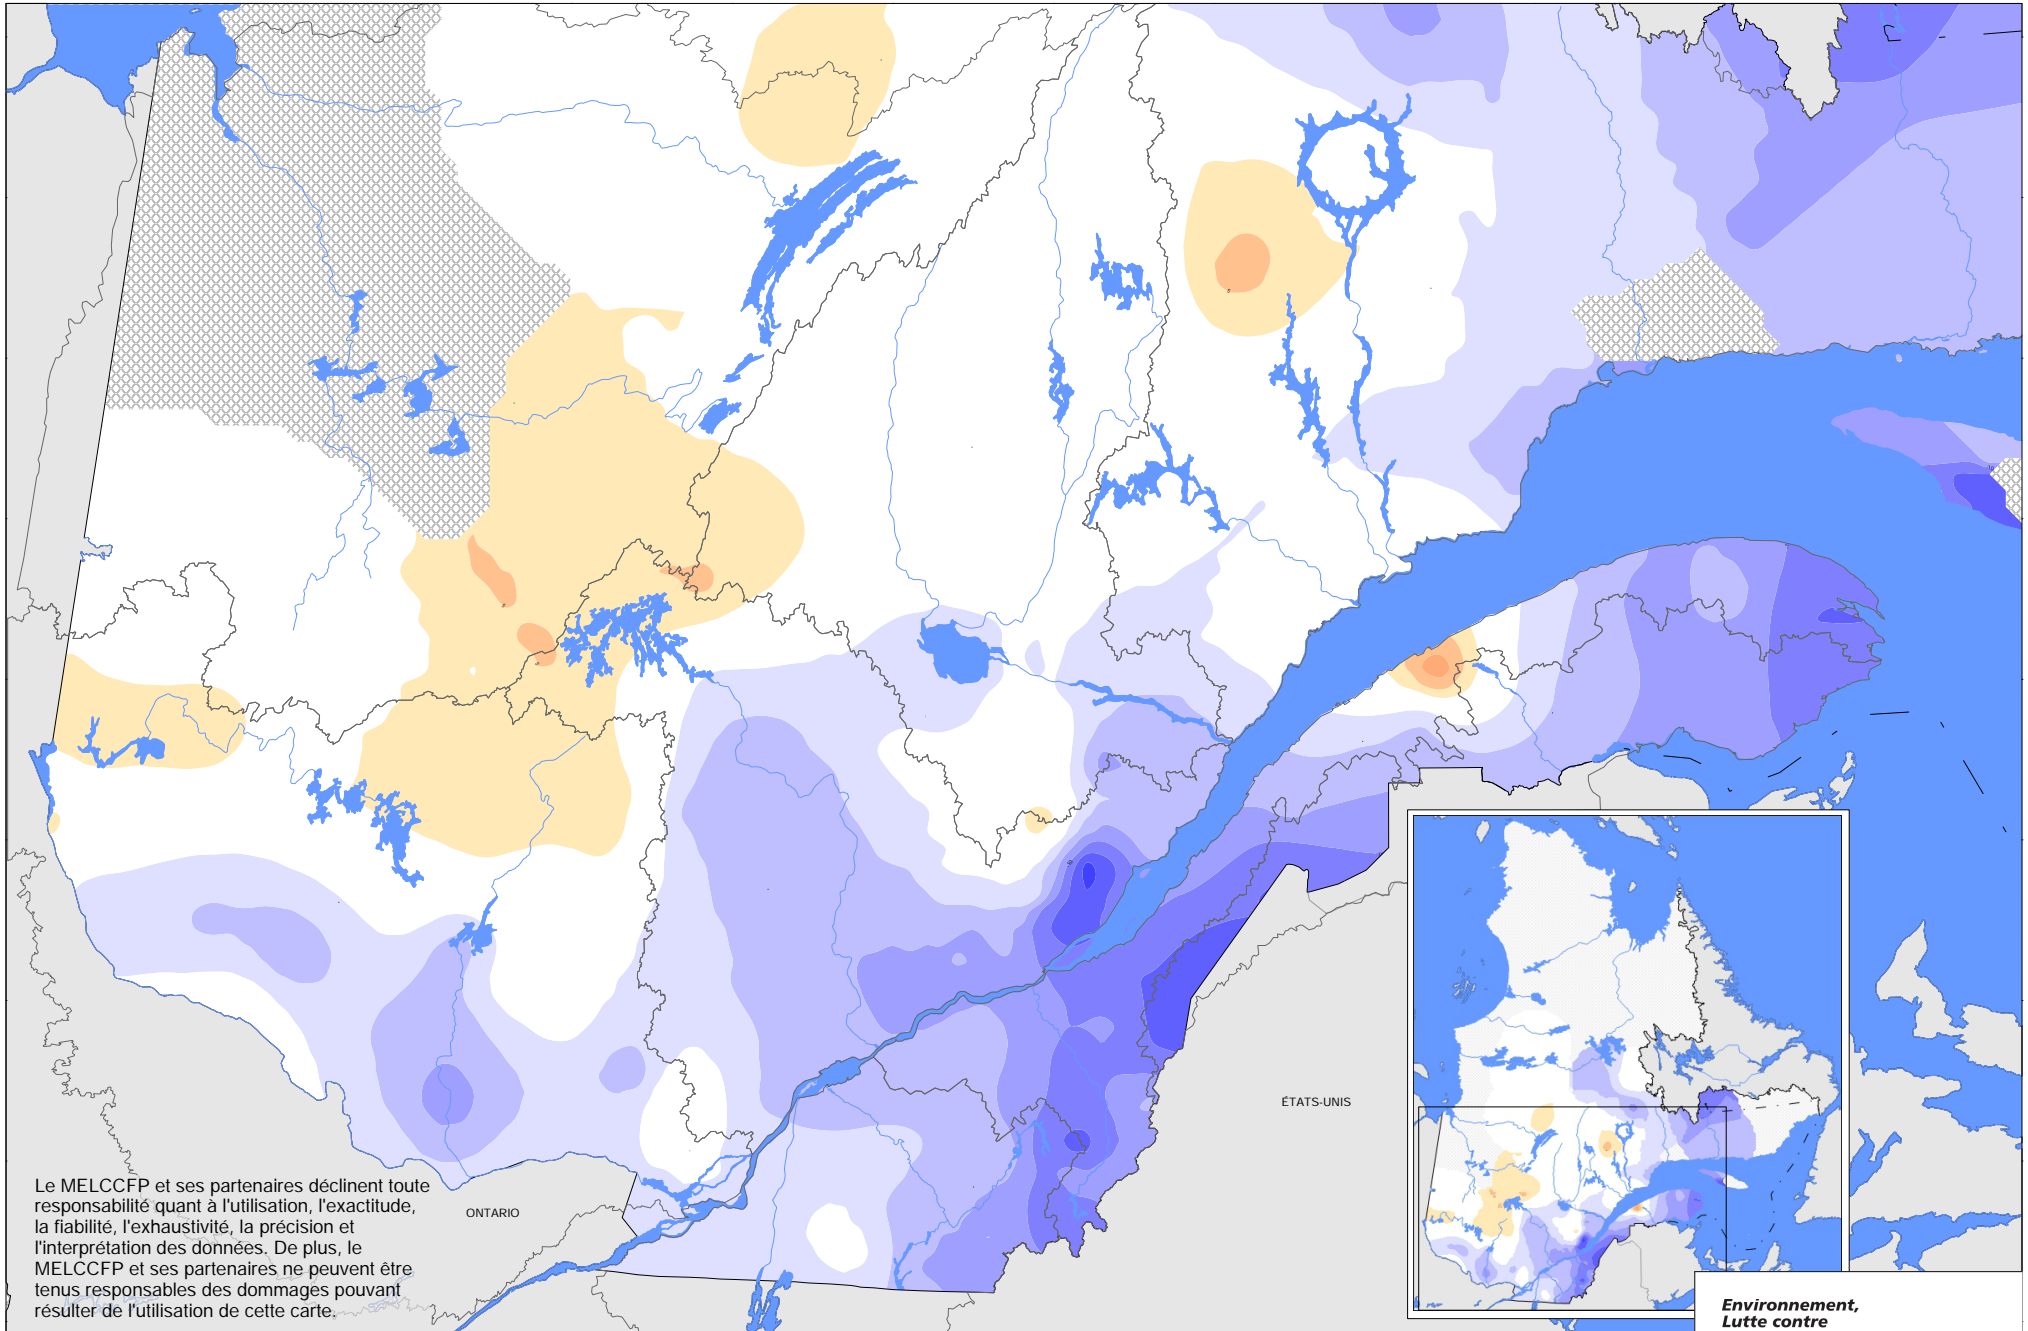 ÉTATS-UNIS
Le MELCCFP et ses partenaires déclinent toute
responsabilité quant à l'utilisation, l'exactitude,
la fiabilité, l'exhaustivité, la précision et
l'interprétation des données. De plus, le
MELCCFP et ses partenaires ne peuvent être
tenus responsables des dommages pouvant
résulter de l'utilisation de cette carte.
ONTARIO
Environnement,
Lutte contre